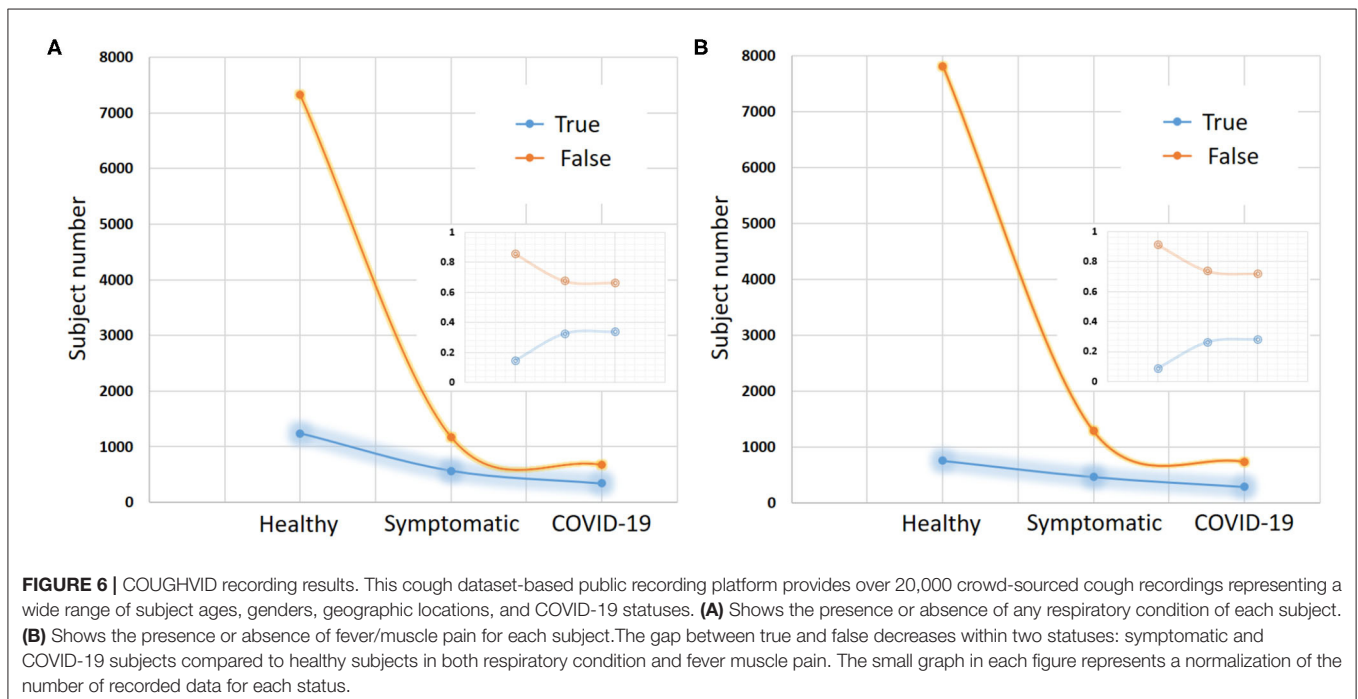 A
8000
7000
6000
5000
4000
3000
2000
1000
0
Subject number
True
False
1
0.8
0.6
0.4
0.2
0
Healthy
Symptomatic
COVID-19
B
8000
7000
6000
5000
4000
3000
2000
1000
0
Subject number
True
False
1
0.8
0.6
0.4
0.2
0
Healthy
Symptomatic
COVID-19
FIGURE 6 | COUGHVID recording results. This cough dataset-based public recording platform provides over 20,000 crowd-sourced cough recordings representing a
wide range of subject ages, genders, geographic locations, and COVID-19 statuses. (A) Shows the presence or absence of any respiratory condition of each subject.
(B) Shows the presence or absence of fever/muscle pain for each subject.The gap between true and false decreases within two statuses: symptomatic and
COVID-19 subjects compared to healthy subjects in both respiratory condition and fever muscle pain. The small graph in each figure represents a normalization of the
number of recorded data for each status.